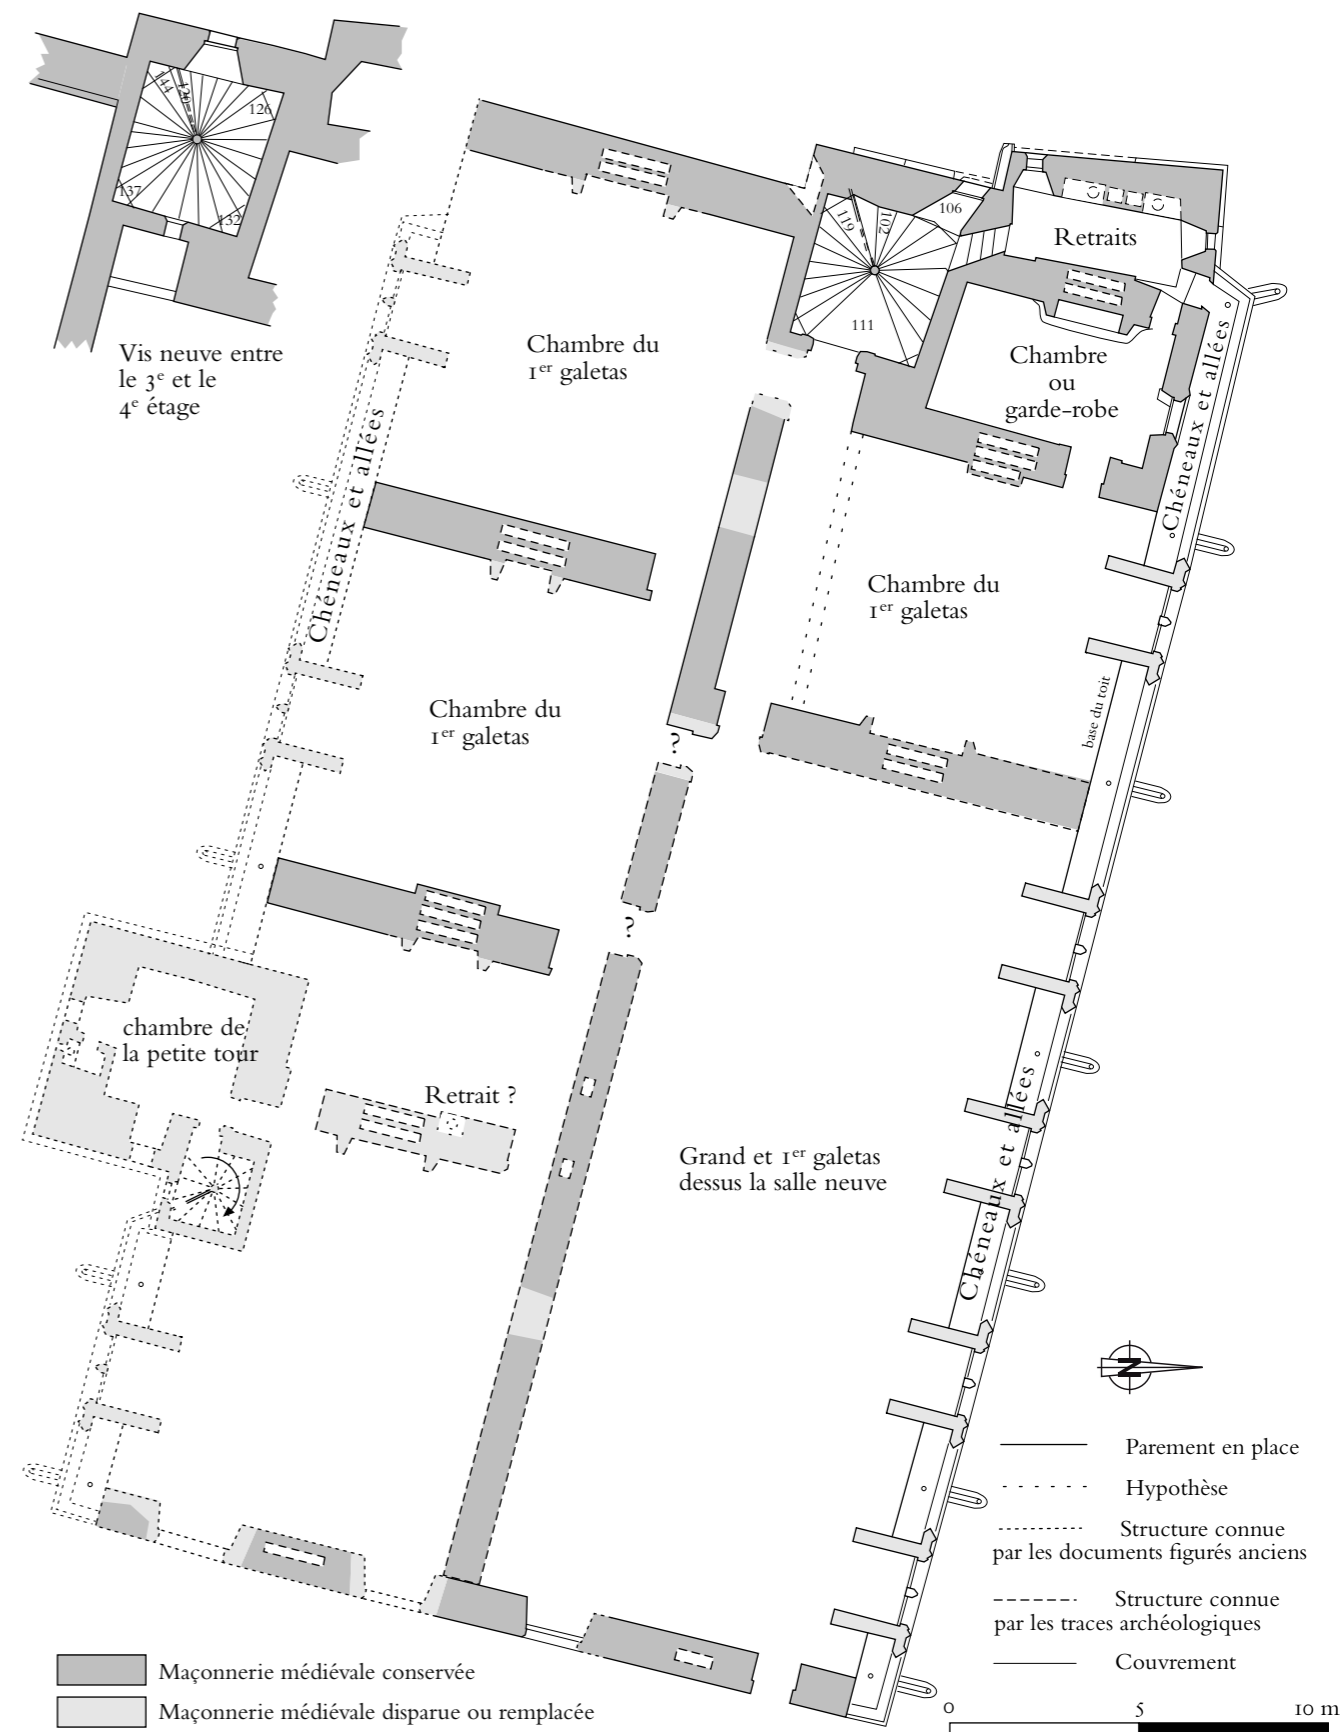 144
120
126
137
132
Vis neuve entre
le 3e et le
4e étage
119
102
106
111
Retraits
Chambre
ou
garde-robe
Chéneaux et allées
Chambre du
1er galetas
Chéneaux et allées
Chambre du
1er galetas
Chambre du
1er galetas
base du toit
?
?
chambre de
la petite tour
Retrait ?
Grand et 1er galetas
dessus la salle neuve
Chéneaux et allées
N
Parement en place
Hypothèse
Structure connue
par les documents figurés anciens
Structure connue
par les traces archéologiques
Couvrement
Maçonnerie médiévale conservée
Maçonnerie médiévale disparue ou remplacée
0 5 10 m